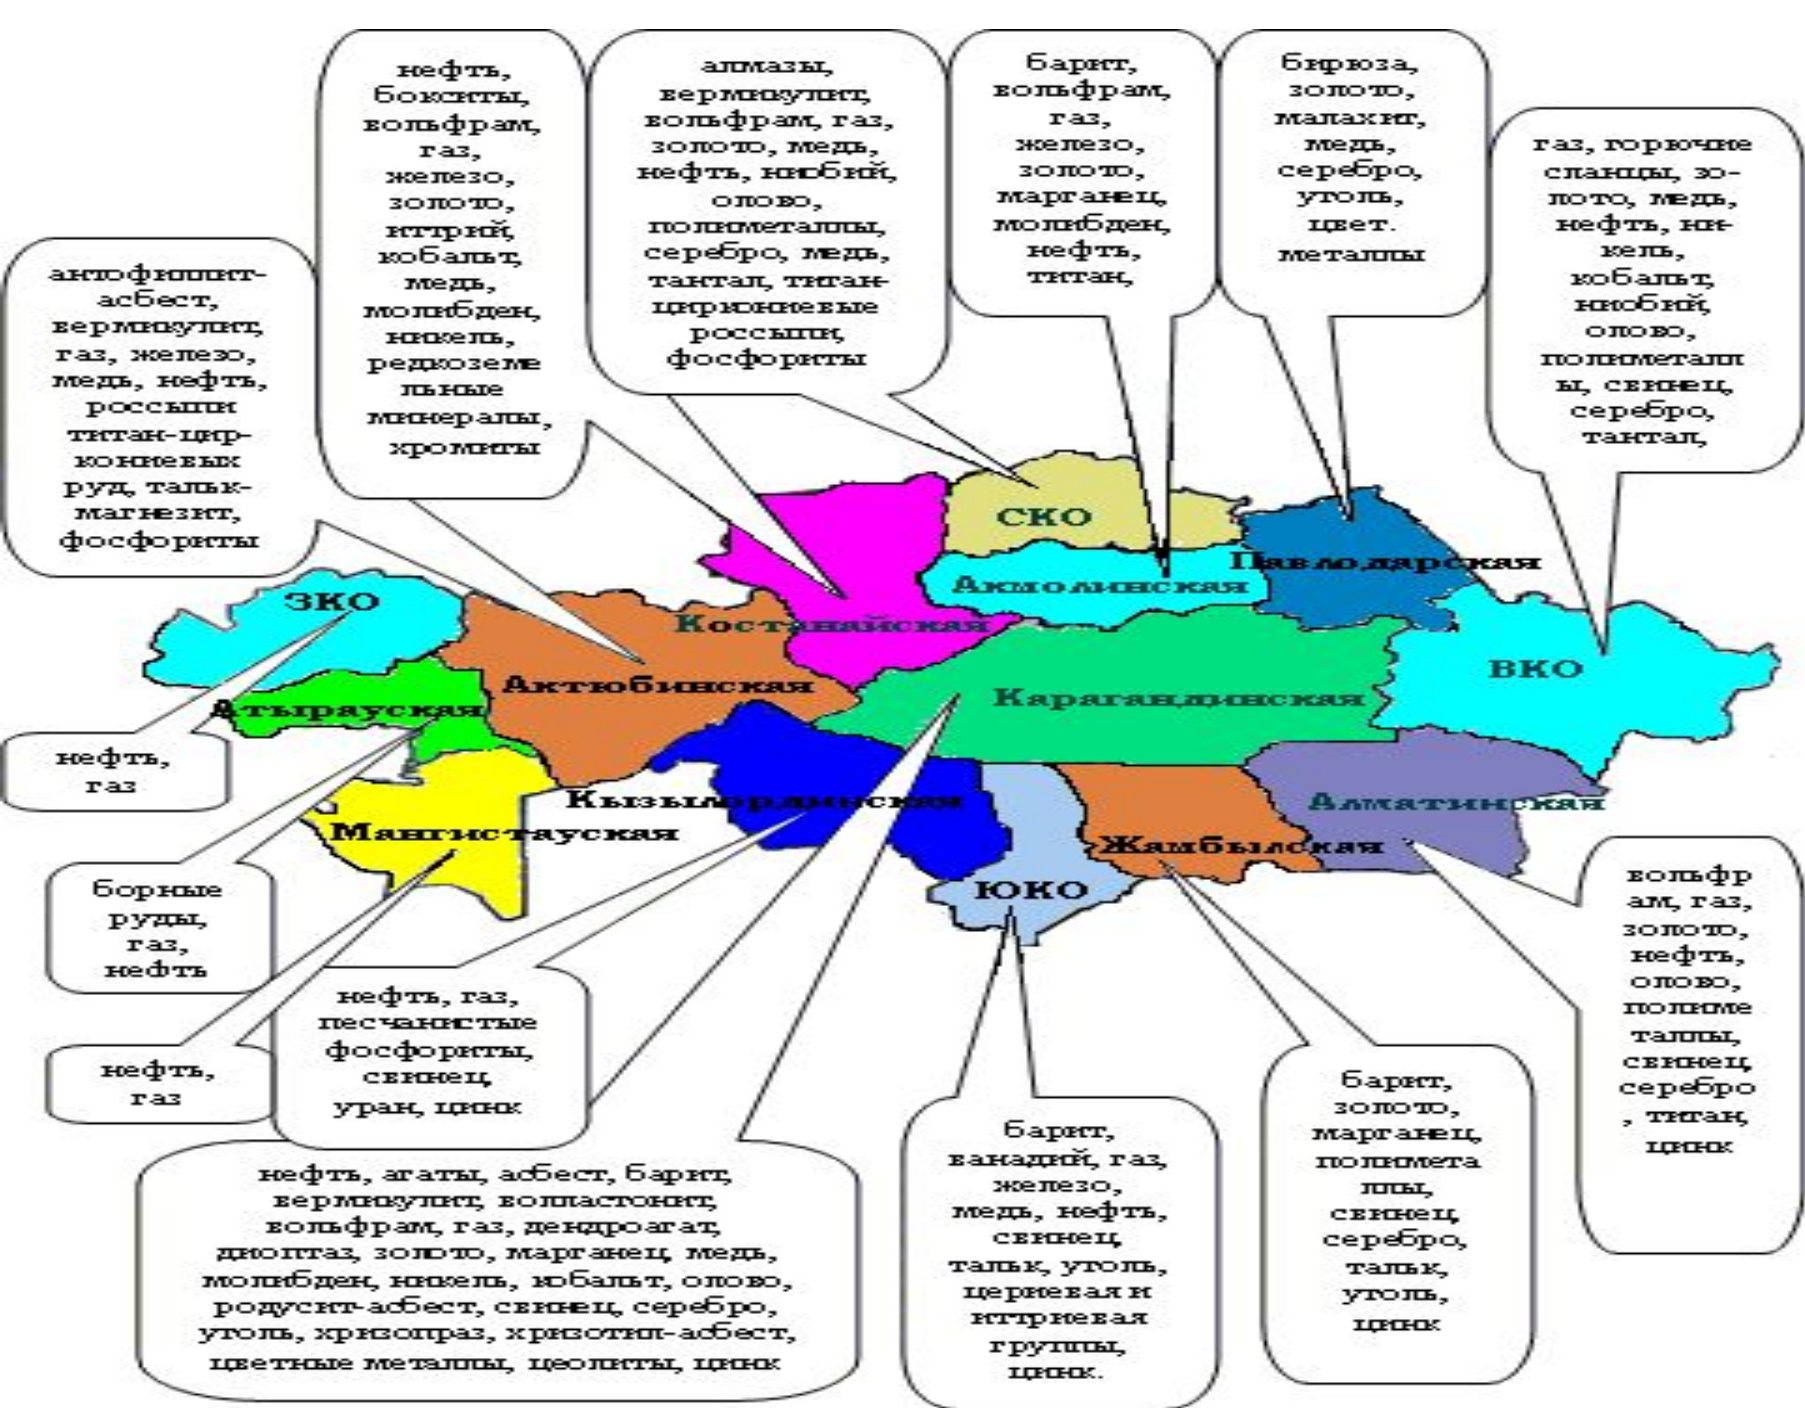 нефть,
бокситы,
вольфрам,
газ,
железо,
золото,
иттрий,
кобальт,
медь,
молибден,
никель,
редкоземе
льные
минералы,
хромиты
алмазы,
вермикулит,
вольфрам, газ,
золото, медь,
нефть, ниобий,
олово,
полиметаллы,
серебро, медь,
тантал, титан-
циркониевые
россыпи,
фосфориты
барит,
вольфрам,
газ,
железо,
золото,
марганец,
молибден,
нефть,
титан,
бирюза,
золото,
малахит,
медь,
серебро,
уголь,
цвет.
металлы
газ, горючие
сланцы, зо-
лото, медь,
нефть, ни-
кель,
кобальт,
ниобий,
олово,
полиметалл
ы, свинец,
серебро,
тантал,
антофиллит-
асбест,
вермикулит,
газ, железо,
медь, нефть,
россыпи
титан-цир-
кониевых
руд, тальк-
магнезит,
фосфориты
СКО
Павлодарская
Акмолинская
ЗКО
Костанайская
ВКО
Актюбинская
Карагандинская
Атырауская
Кызылординская
Алматинская
Мангистауская
Жамбылская
ЮКО
нефть,
газ
борные
руды,
газ,
нефть
нефть,
газ
нефть, газ,
песчанистые
фосфориты,
свинец,
уран, цинк
нефть, агаты, асбест, барит,
вермикулит, волластонит,
вольфрам, газ, дендроагат,
диоптаз, золото, марганец, медь,
молибден, никель, кобальт, олово,
родусит-асбест, свинец, серебро,
уголь, хризопраз, хризотил-асбест,
цветные металлы, цеолиты, цинк
барит,
ванадий, газ,
железо,
медь, нефть,
свинец,
тальк, уголь,
цериевая и
иттриевая
группы,
цинк.
барит,
золото,
марганец,
полимета
ллы,
свинец,
серебро,
тальк,
уголь,
цинк
вольфр
ам, газ,
золото,
нефть,
олово,
полиме
таллы,
свинец,
серебро
, титан,
цинк